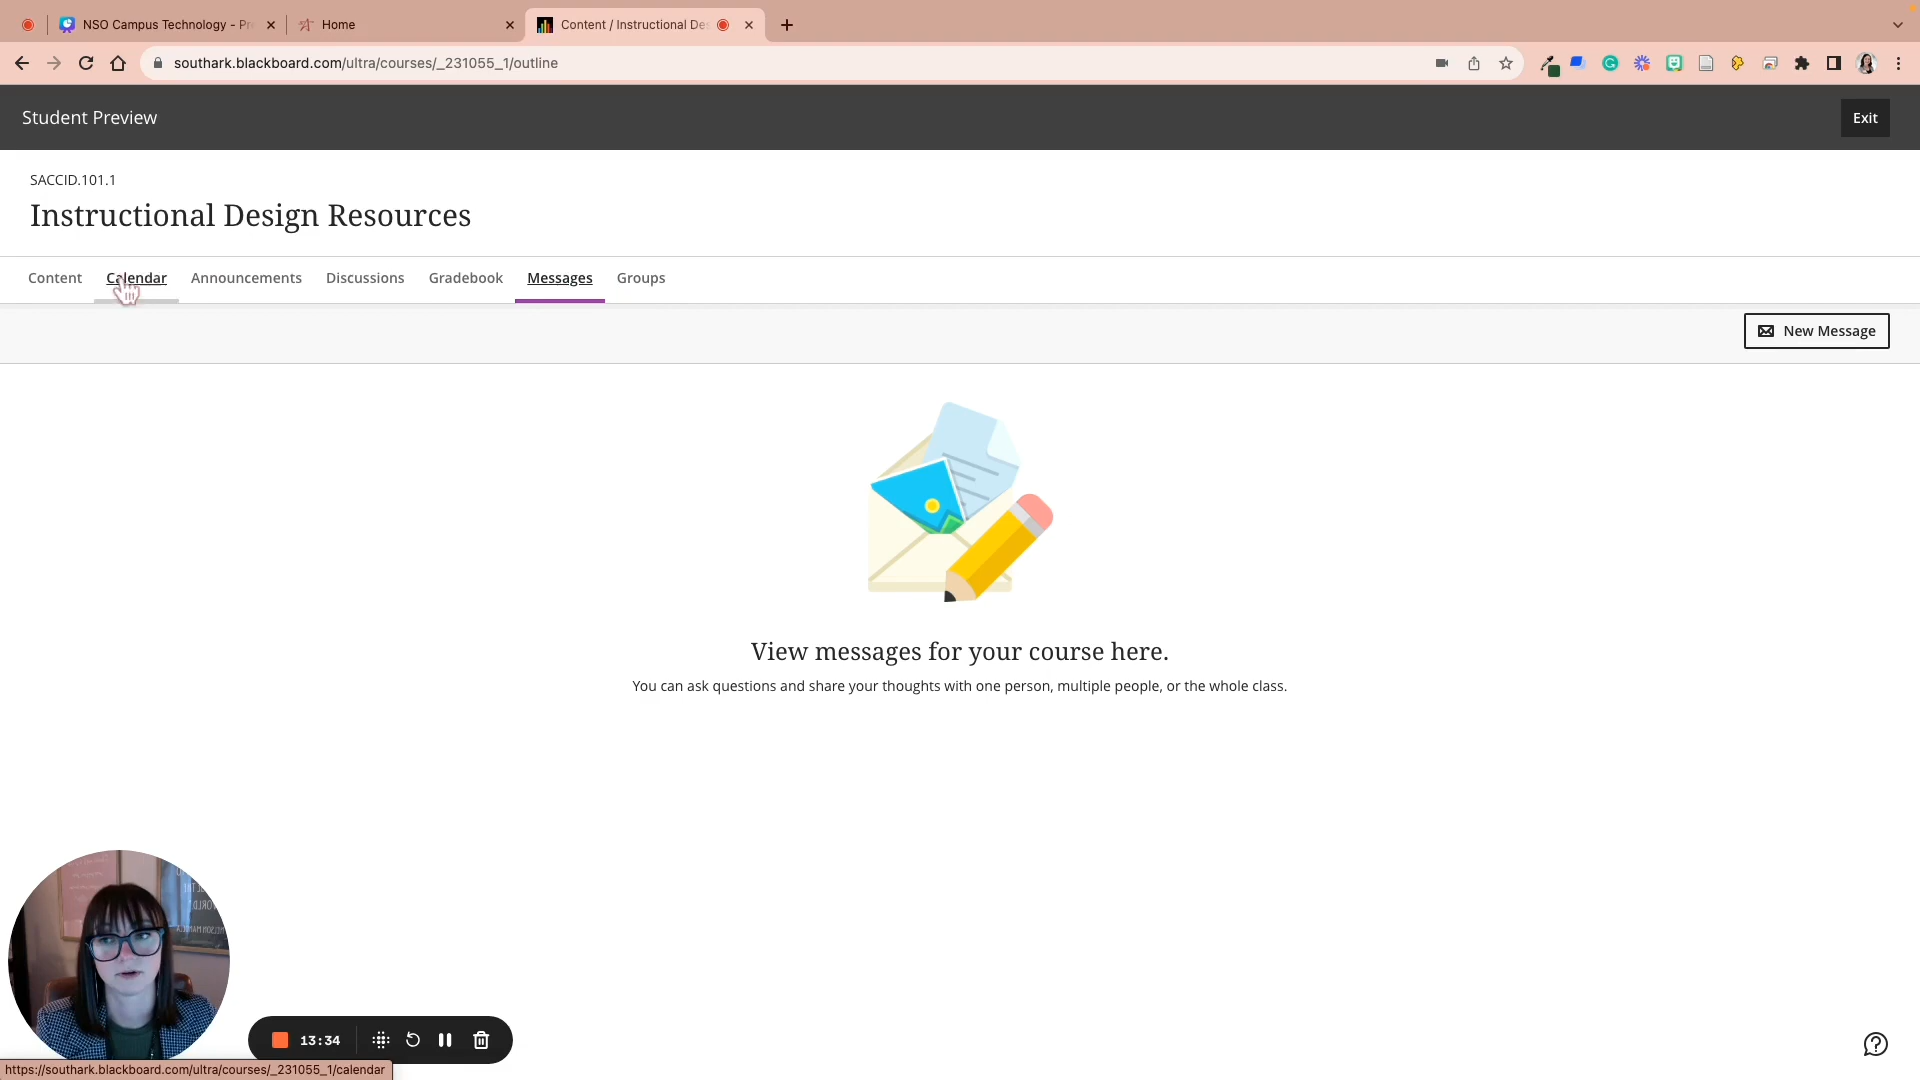 NSO Campus Technology - Pr
Home
Content / Instructional Des
southark.blackboard.com/ultra/courses/_231055_1/outline
Student Preview
Exit
SACCID.101.1
Instructional Design Resources
Content
Calendar
Announcements
Discussions
Gradebook
Messages
Groups
New Message
View messages for your course here.
You can ask questions and share your thoughts with one person, multiple people, or the whole class.
13:34
https://southark.blackboard.com/ultra/courses/_231055_1/calendar